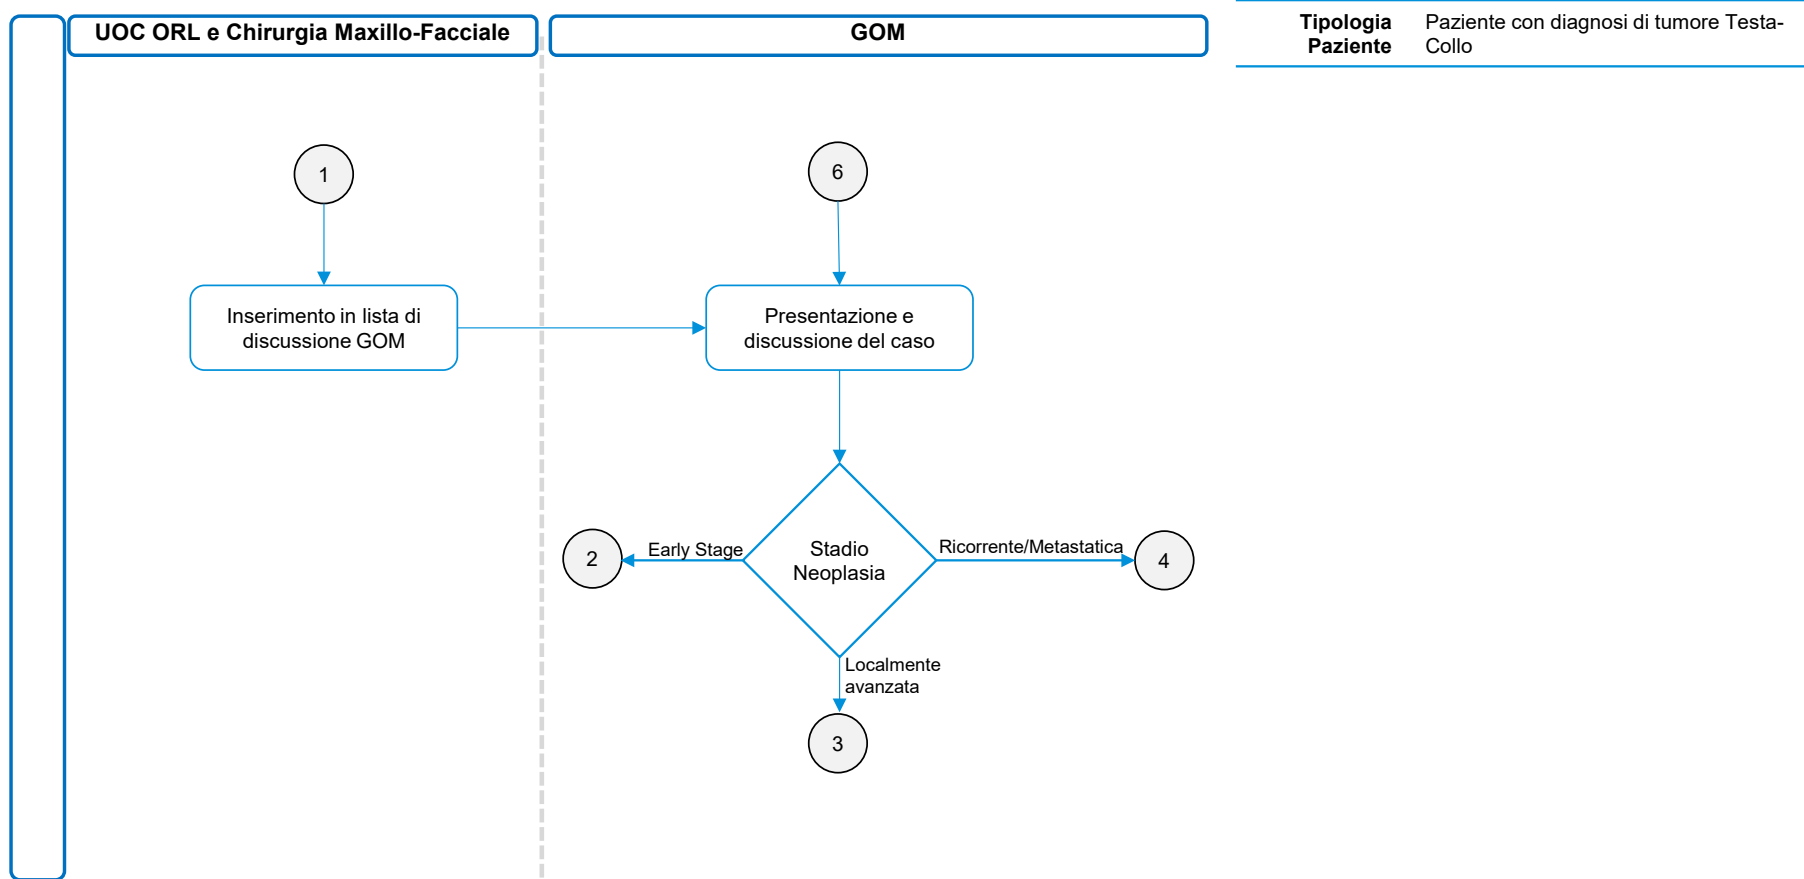 UOC ORL e Chirurgia Maxillo-Facciale
GOM
Tipologia
Paziente
Paziente con diagnosi di tumore Testa-
Collo
1
6
Inserimento in lista di
discussione GOM
Presentazione e
discussione del caso
2
Early Stage
Stadio
Neoplasia
Ricorrente/Metastatica
4
Localmente
avanzata
3